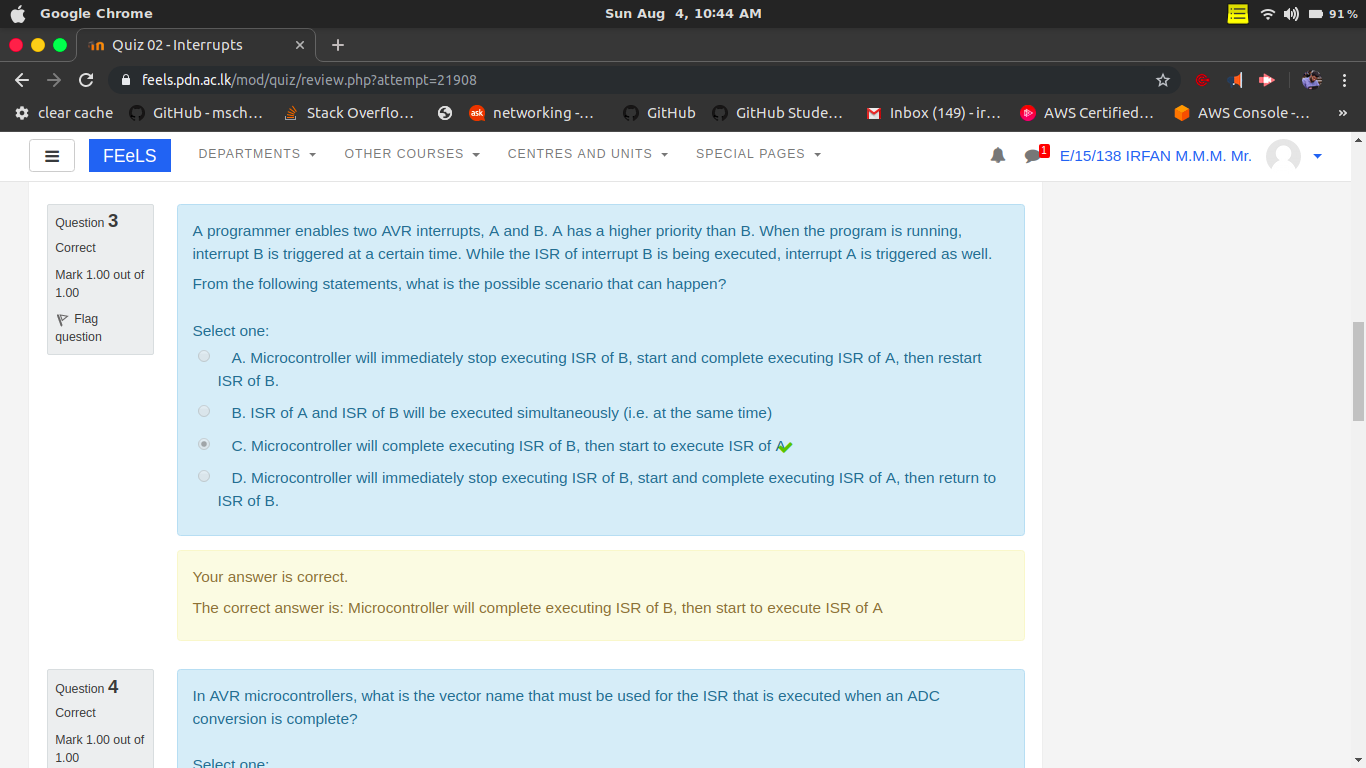 Google Chrome
Sun Aug 4, 10:44 AM
91 %
Quiz 02 - Interrupts
feels.pdn.ac.lk/mod/quiz/review.php?attempt=21908
clear cache
GitHub - msch...
Stack Overflo...
ask
networking -...
GitHub
GitHub Stude...
Inbox (149) - ir...
AWS Certified...
AWS Console -...
»
FEeLS
DEPARTMENTS
OTHER COURSES
CENTRES AND UNITS
SPECIAL PAGES
1
E/15/138 IRFAN M.M.M. Mr.
Question 3
Correct
Mark 1.00 out of
1.00
Flag
question
A programmer enables two AVR interrupts, A and B. A has a higher priority than B. When the program is running,
interrupt B is triggered at a certain time. While the ISR of interrupt B is being executed, interrupt A is triggered as well.
From the following statements, what is the possible scenario that can happen?
Select one:
A. Microcontroller will immediately stop executing ISR of B, start and complete executing ISR of A, then restart
ISR of B.
B. ISR of A and ISR of B will be executed simultaneously (i.e. at the same time)
C. Microcontroller will complete executing ISR of B, then start to execute ISR of A
D. Microcontroller will immediately stop executing ISR of B, start and complete executing ISR of A, then return to
ISR of B.
Your answer is correct.
The correct answer is: Microcontroller will complete executing ISR of B, then start to execute ISR of A
Question 4
Correct
Mark 1.00 out of
1.00
In AVR microcontrollers, what is the vector name that must be used for the ISR that is executed when an ADC
conversion is complete?
Select one: